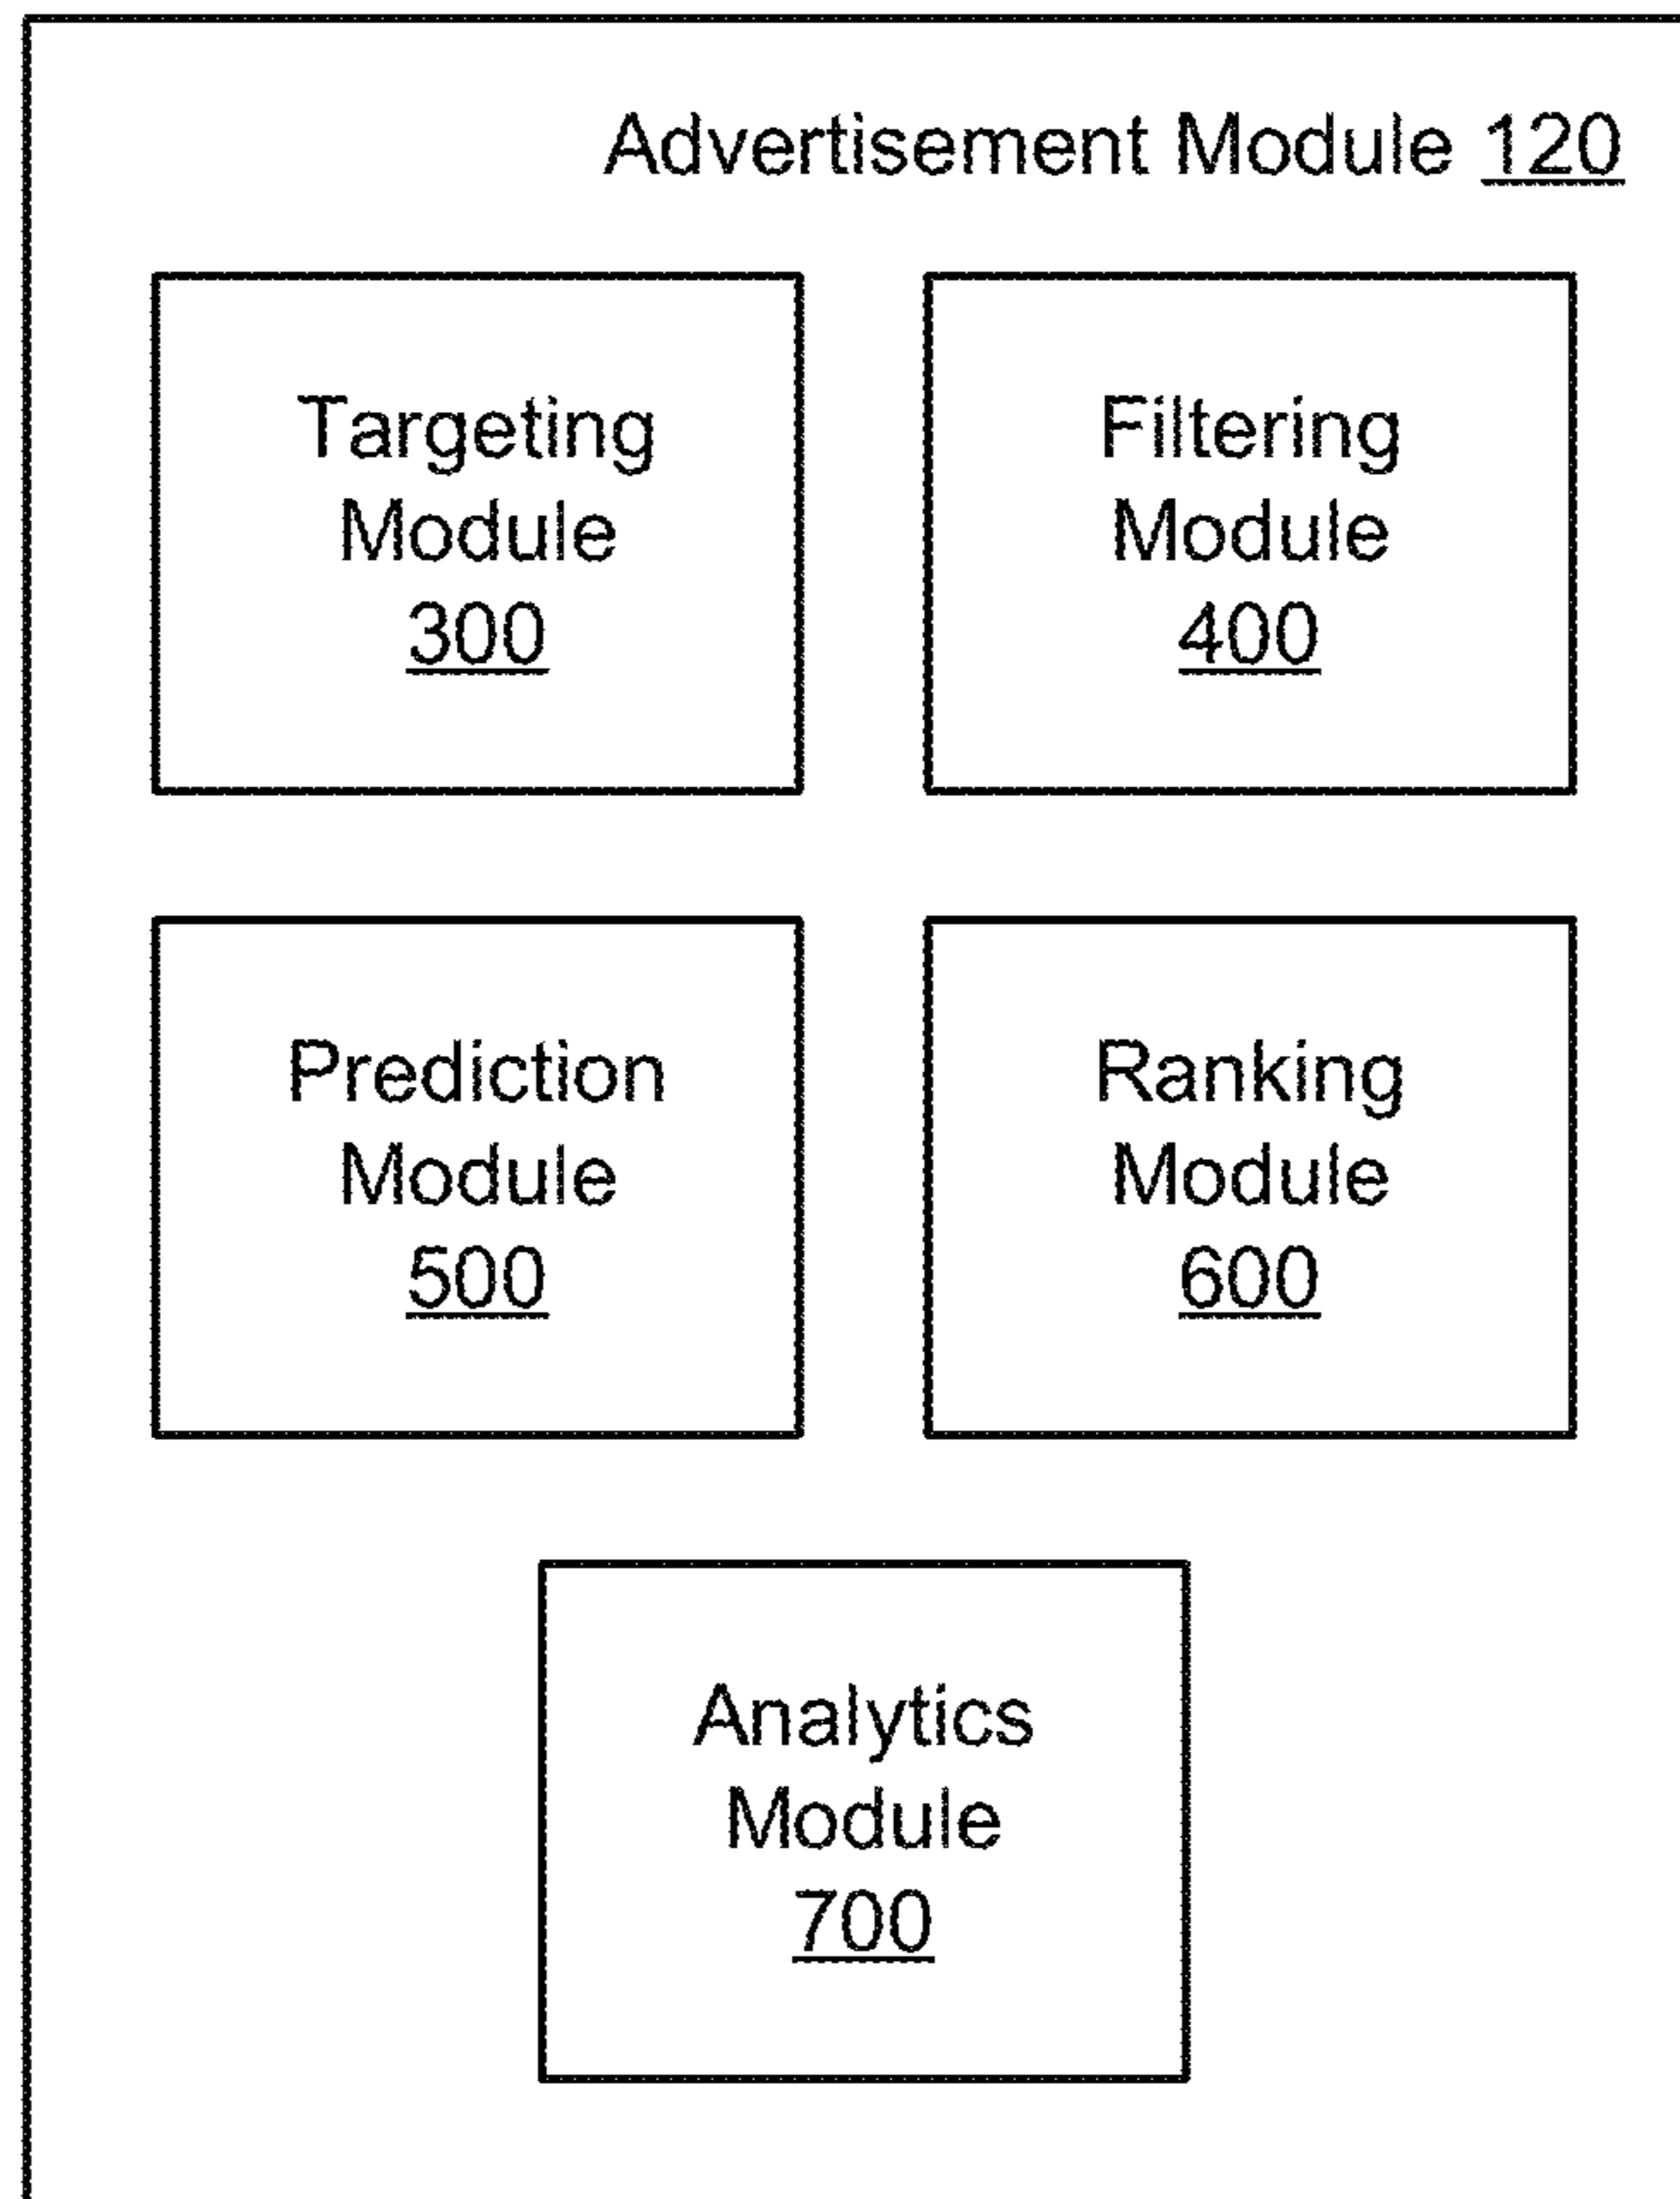 Advertisement Module 120
Targeting
Module
300
Filtering
Module
400
Prediction
Module
500
Ranking
Module
600
Analytics
Module
700